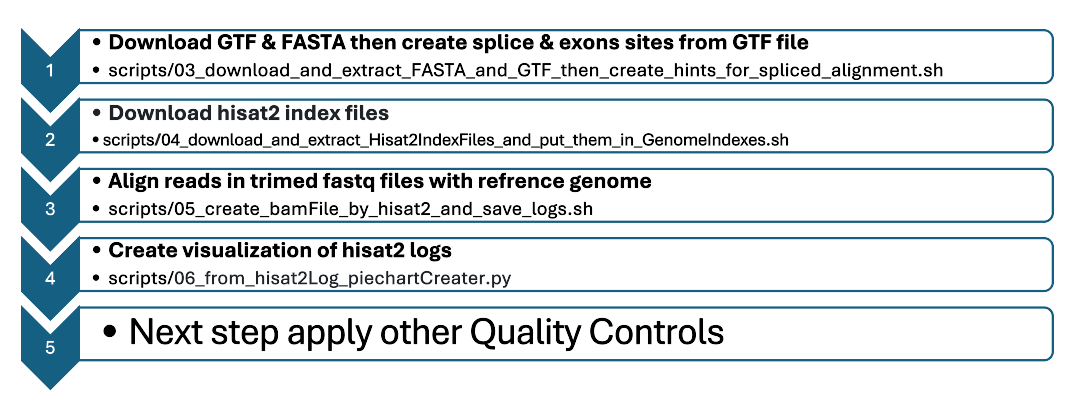 1
• Download GTF & FASTA then create splice & exons sites from GTF file
• scripts/03_download_and_extract_FASTA_and_GTF_then_create_hints_for_spliced_alignment.sh
2
• Download hisat2 index files
• scripts/04_download_and_extract_Hisat2IndexFiles_and_put_them_in_GenomeIndexes.sh
3
• Align reads in trimed fastq files with refrence genome
• scripts/05_create_bamFile_by_hisat2_and_save_logs.sh
4
• Create visualization of hisat2 logs
• scripts/06_from_hisat2Log_piechartCreater.py
5
• Next step apply other Quality Controls